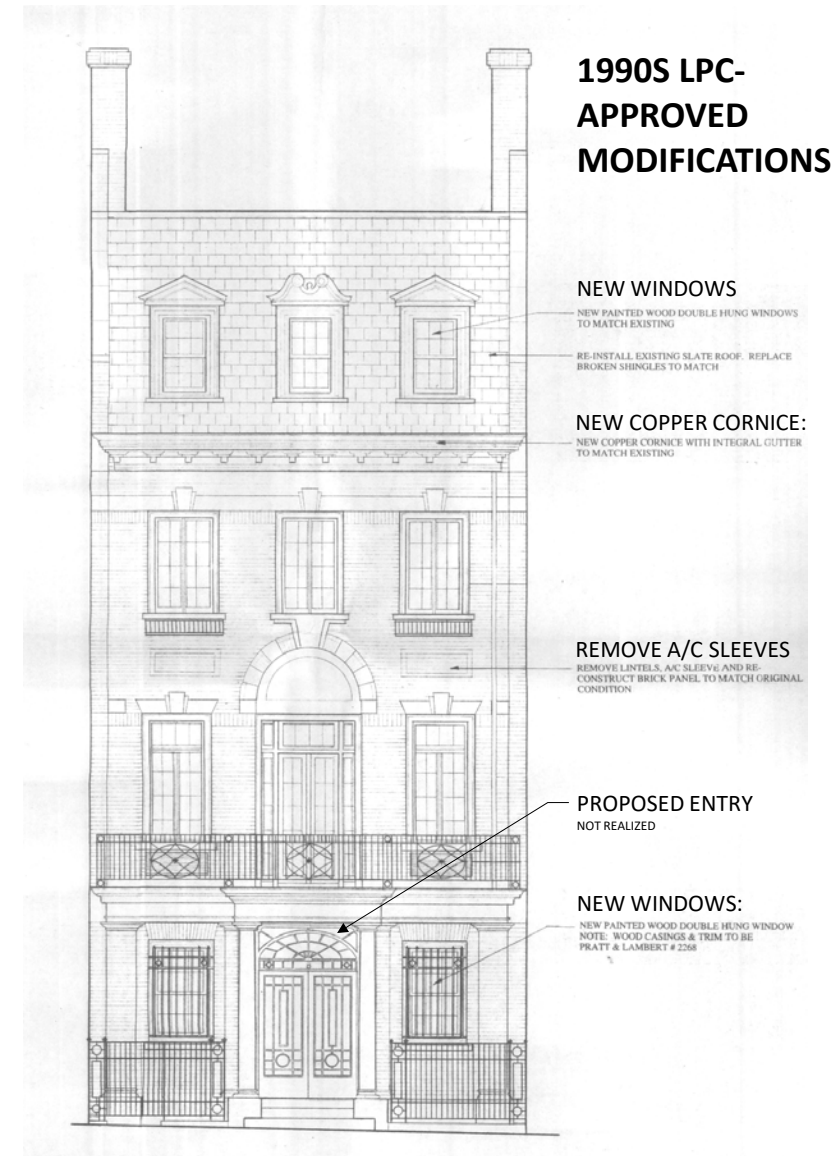 1990S LPC-
APPROVED
MODIFICATIONS
NEW WINDOWS
NEW PAINTED WOOD DOUBLE HUNG WINDOWS
TO MATCH EXISTING
RE-INSTALL EXISTING SLATE ROOF. REPLACE
BROKEN SHINGLES TO MATCH
NEW COPPER CORNICE:
NEW COPPER CORNICE WITH INTEGRAL GUTTER
TO MATCH EXISTING
REMOVE A/C SLEEVES
REMOVE LINTELS, A/C SLEEVE AND RE-
CONSTRUCT BRICK PANEL TO MATCH ORIGINAL
CONDITION
PROPOSED ENTRY
NOT REALIZED
NEW WINDOWS:
NEW PAINTED WOOD DOUBLE HUNG WINDOW
NOTE: WOOD CASINGS & TRIM TO BE
PRATT & LAMBERT # 2268